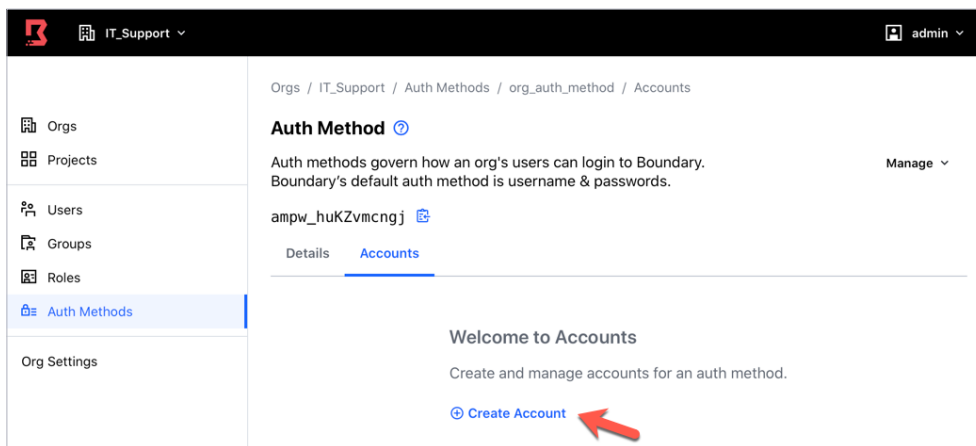 IT_Support
admin
Orgs / IT_Support / Auth Methods / org_auth_method / Accounts
Orgs
Projects
Users
Groups
Roles
Auth Methods
Org Settings
Auth Method
Auth methods govern how an org's users can login to Boundary.
Boundary's default auth method is username & passwords.
Manage
ampw_huKZvmcngj
Details
Accounts
Welcome to Accounts
Create and manage accounts for an auth method.
Create Account